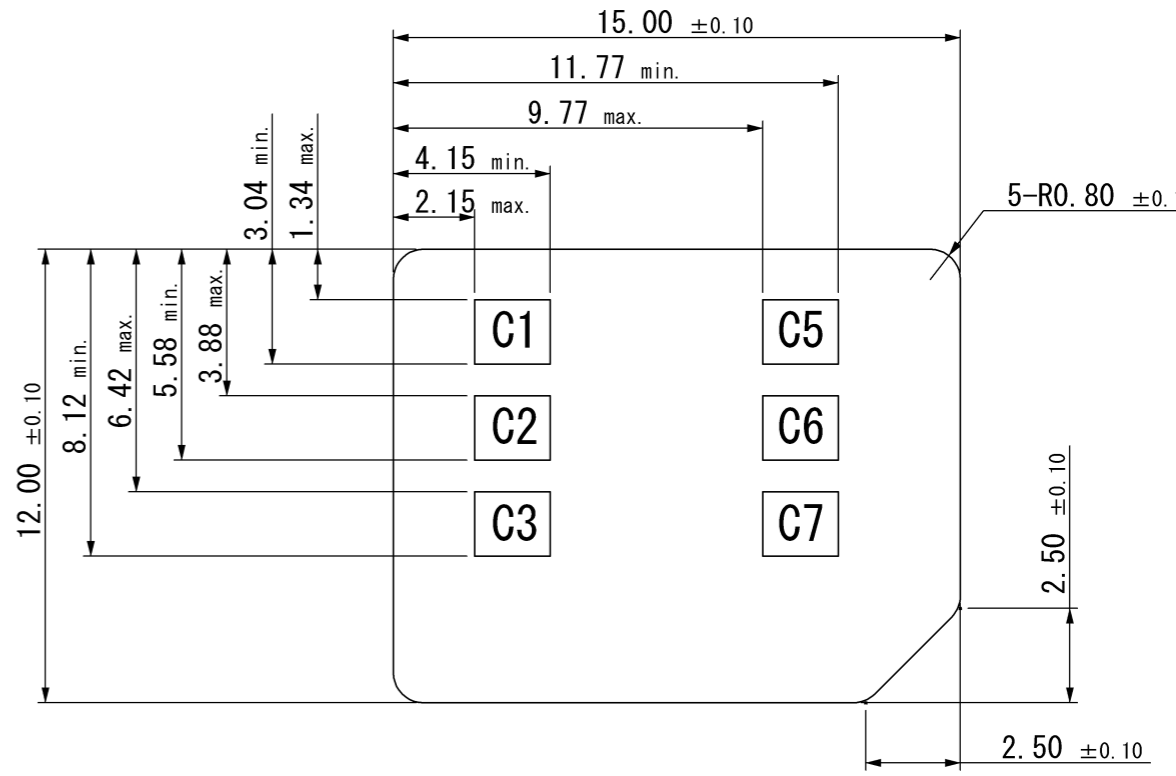 15.00 ±0.10
11.77 min.
9.77 max.
4.15 min.
2.15 max.
3.04 min.
1.34 max.
5-R0.80
C1
C5
C2
C6
C3
C7
12.00 ±0.10
8.12 min.
6.42 max.
5.58 min.
3.88 max.
2.50 ±0.10
2.50 ±0.10